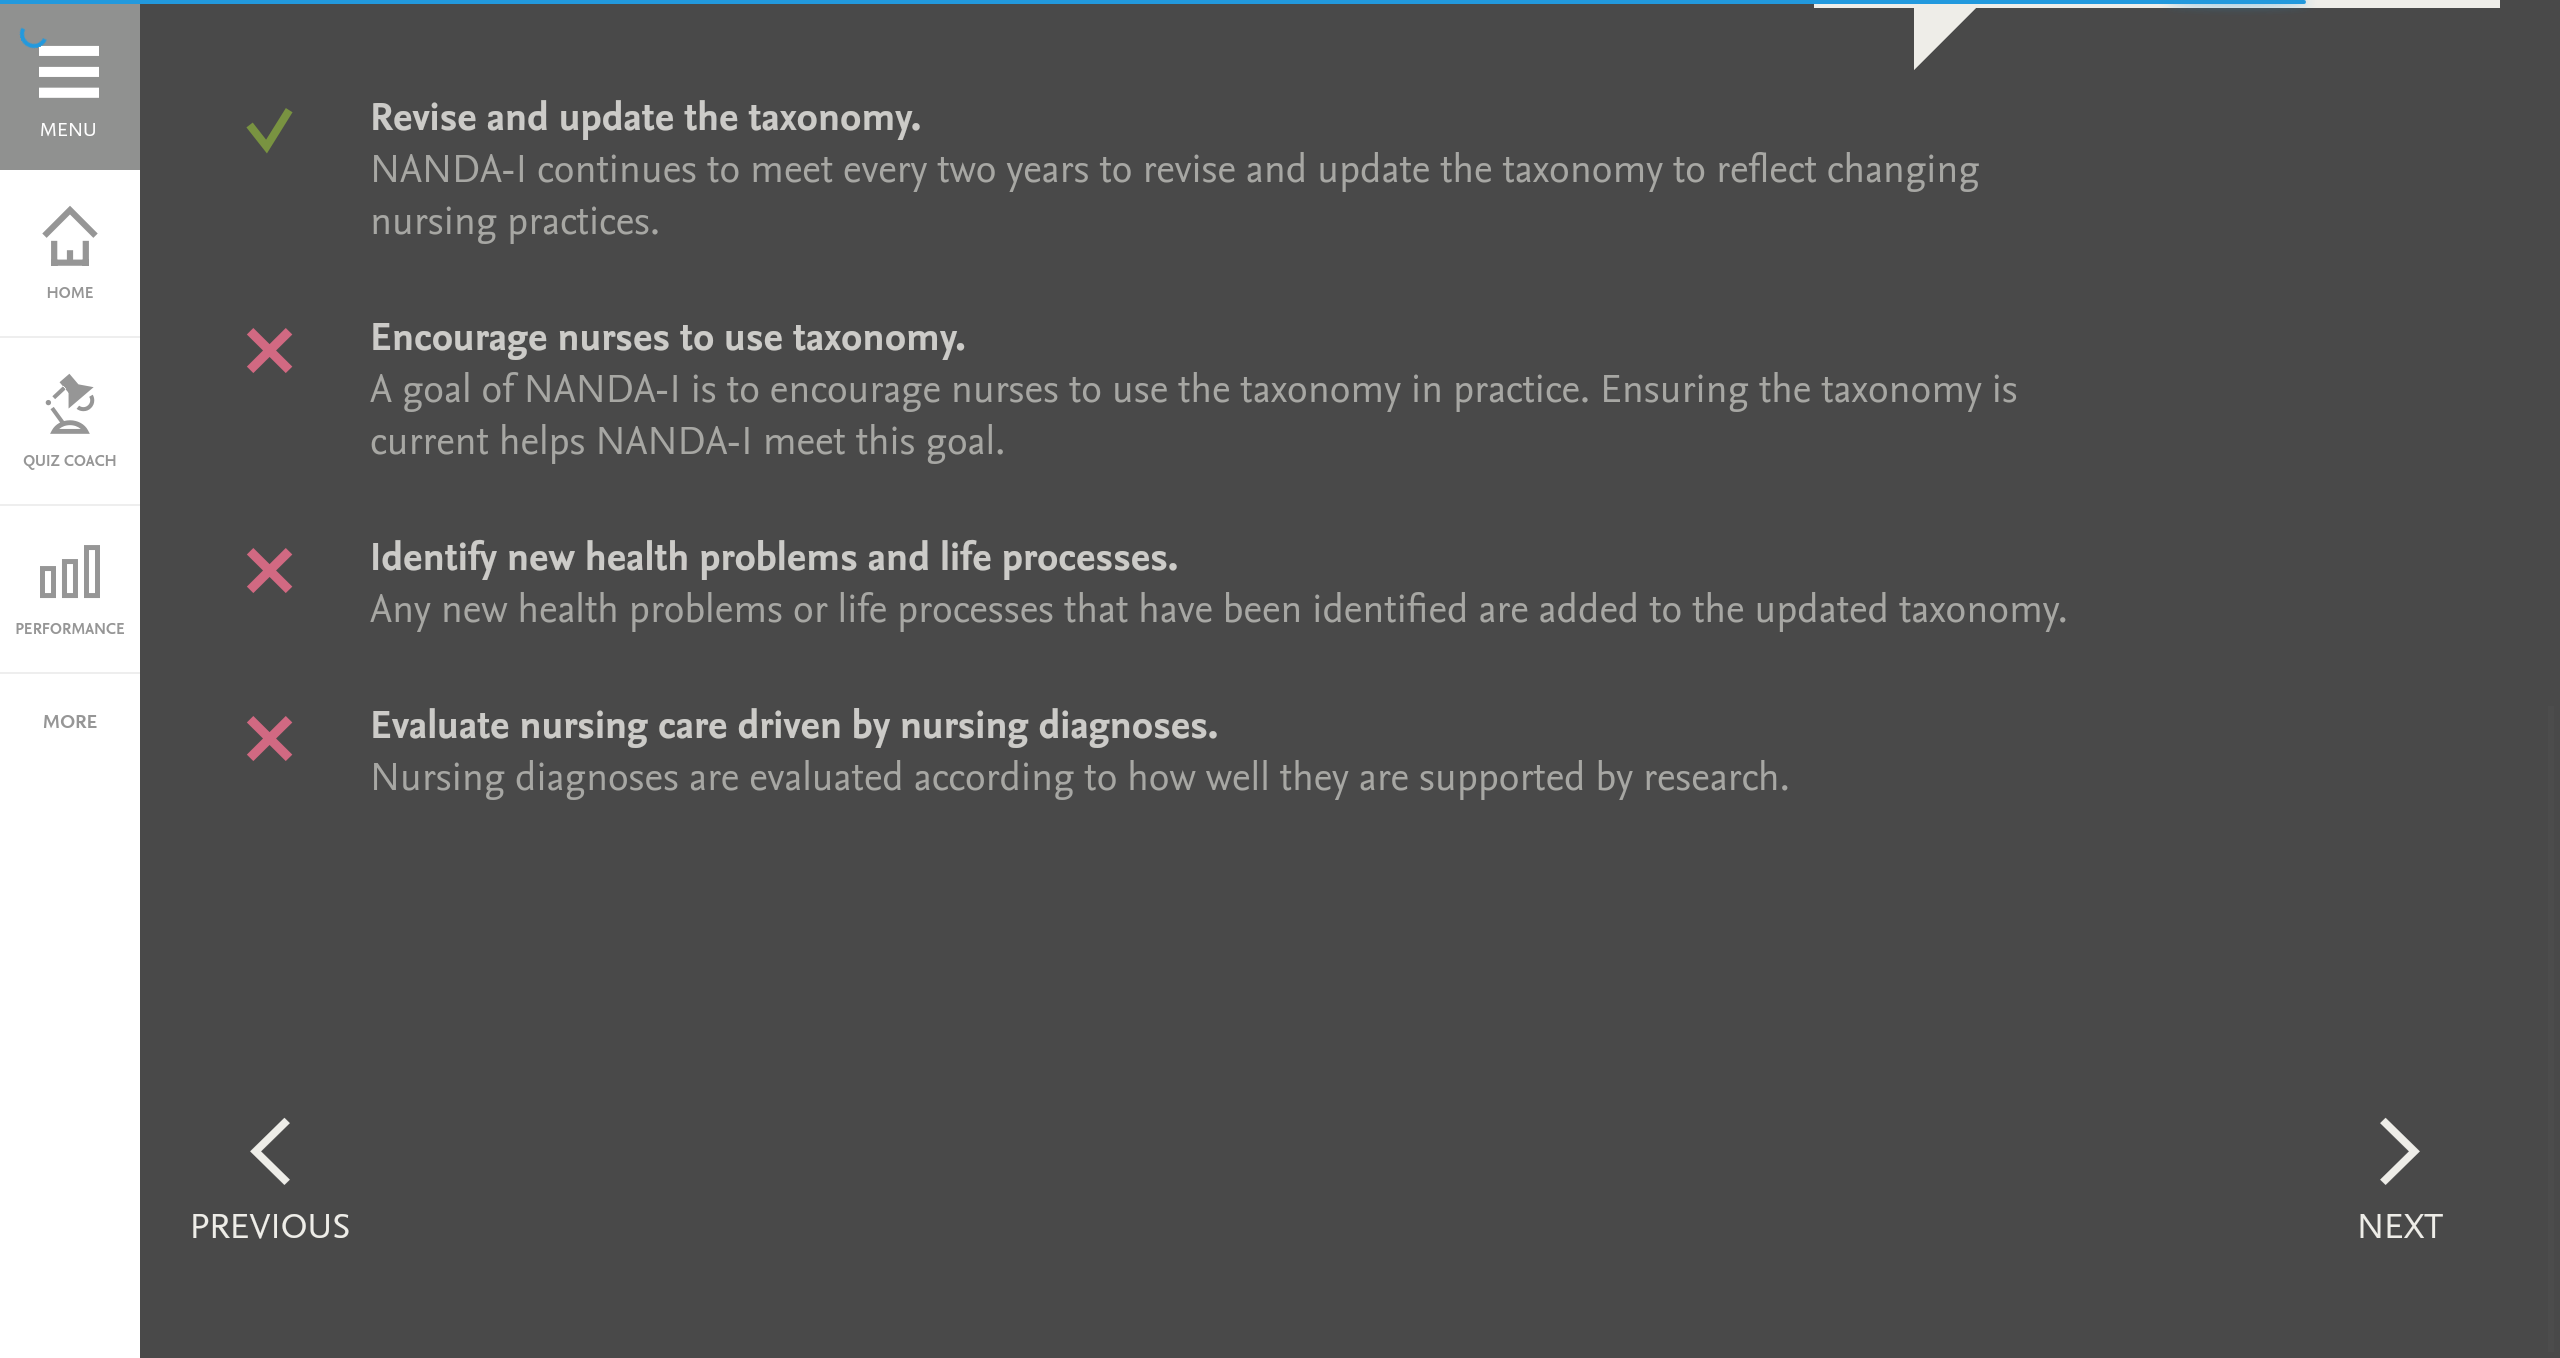 MENU
HOME
QUIZ COACH
PERFORMANCE
MORE
Revise and update the taxonomy.
NANDA-I continues to meet every two years to revise and update the taxonomy to reflect changing
nursing practices.
Encourage nurses to use taxonomy.
A goal of NANDA-I is to encourage nurses to use the taxonomy in practice. Ensuring the taxonomy is
current helps NANDA-I meet this goal.
Identify new health problems and life processes.
Any new health problems or life processes that have been identified are added to the updated taxonomy.
Evaluate nursing care driven by nursing diagnoses.
Nursing diagnoses are evaluated according to how well they are supported by research.
PREVIOUS
NEXT